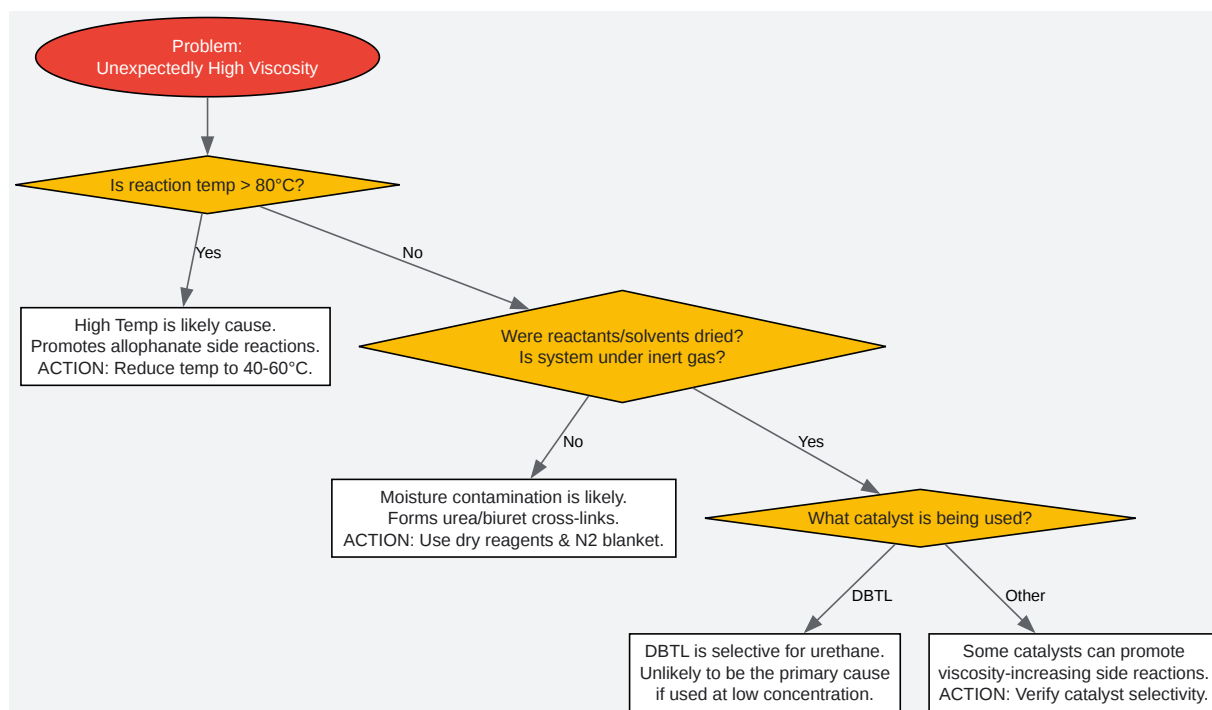 Problem:
Unexpectedly High Viscosity
Is reaction temp > 80°C?
Yes
No
High Temp is likely cause.
Promotes allophanate side reactions.
ACTION: Reduce temp to 40-60°C.
Were reactants/solvents dried?
Is system under inert gas?
No
Yes
Moisture contamination is likely.
Forms urea/biuret cross-links.
ACTION: Use dry reagents & N2 blanket.
What catalyst is being used?
DBTL
Other
DBTL is selective for urethane.
Unlikely to be the primary cause
if used at low concentration.
Some catalysts can promote
viscosity-increasing side reactions.
ACTION: Verify catalyst selectivity.